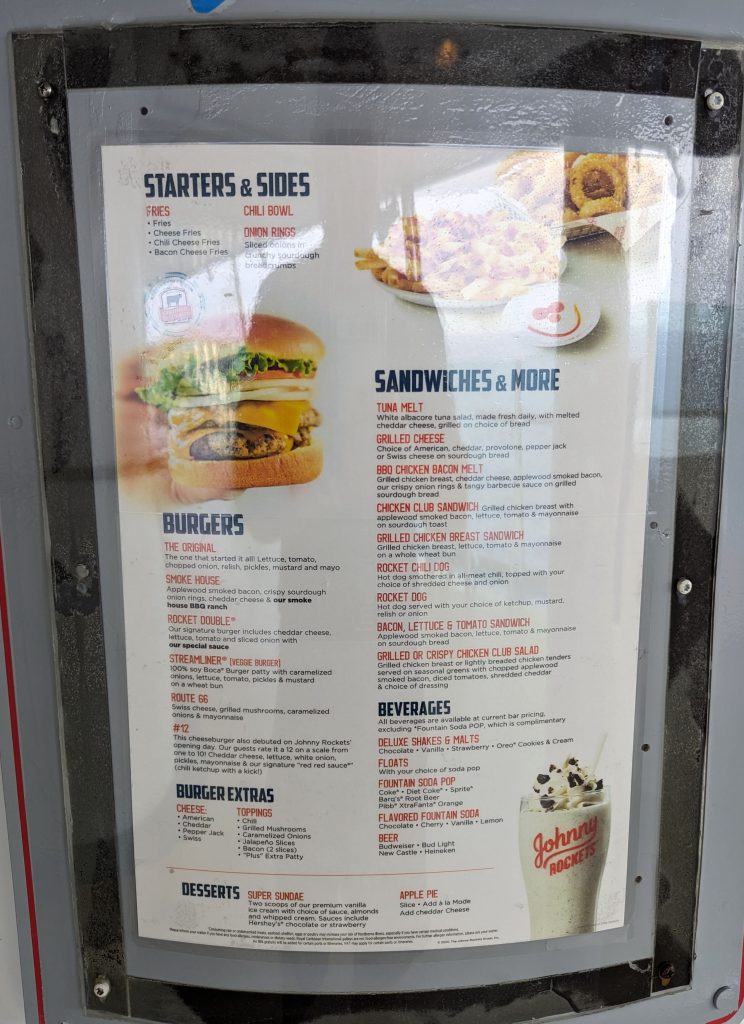 STARTERS & SIDES
FRIES
• Fries
• Cheese Fries
• Chili Cheese Fries
• Bacon Cheese Fries
CHILI BOWL
ONION RINGS
Sliced onions in
crunchy sourdough
breadcrumbs
BURGERS
THE ORIGINAL
The one that started it all! Lettuce, tomato,
chopped onion, relish, pickles, mustard and mayo
SMOKE HOUSE
Applewood smoked bacon, crispy sourdough
onion rings, cheddar cheese & our smoke
house BBQ ranch
ROCKET DOUBLE®
Our signature burger includes cheddar cheese,
lettuce, tomato and sliced onion with
our special sauce
STREAMLINER® (VEGGIE BURGER)
100% soy Boca® Burger patty with caramelized
onions, lettuce, tomato, pickles & mustard
on a wheat bun
ROUTE 66
Swiss cheese, grilled mushrooms, caramelized
onions & mayonnaise
#12
This cheeseburger also debuted on Johnny Rockets'
opening day. Our guests rate it a 12 on a scale from
one to 10! Cheddar cheese, lettuce, white onion,
pickles, mayonnaise & our signature "red red sauce®"
(chili ketchup with a kick!)
BURGER EXTRAS
CHEESE:
• American
• Cheddar
• Pepper Jack
• Swiss
TOPPINGS
• Chili
• Grilled Mushrooms
• Caramelized Onions
• Jalapeño Slices
• Bacon (2 slices)
• "Plus" Extra Patty
SANDWICHES & MORE
TUNA MELT
White albacore tuna salad, made fresh daily, with melted
cheddar cheese, grilled on choice of bread
GRILLED CHEESE
Choice of American, cheddar, provolone, pepper jack
or Swiss cheese on sourdough bread
BBQ CHICKEN BACON MELT
Grilled chicken breast, cheddar cheese, applewood smoked bacon,
our crispy onion rings & tangy barbecue sauce on grilled
sourdough bread
CHICKEN CLUB SANDWICH Grilled chicken breast with
applewood smoked bacon, lettuce, tomato & mayonnaise
on sourdough toast
GRILLED CHICKEN BREAST SANDWICH
Grilled chicken breast, lettuce, tomato & mayonnaise
on a whole wheat bun
ROCKET CHILI DOG
Hot dog smothered in all-meat chili, topped with your
choice of shredded cheese and onion
ROCKET DOG
Hot dog served with your choice of ketchup, mustard,
relish or onion
BACON, LETTUCE & TOMATO SANDWICH
Applewood smoked bacon, lettuce, tomato & mayonnaise
on sourdough bread
GRILLED OR CRISPY CHICKEN CLUB SALAD
Grilled chicken breast or lightly breaded chicken tenders
served on seasonal greens with chopped applewood
smoked bacon, diced tomatoes, shredded cheddar
& choice of dressing
BEVERAGES
All beverages are available at current bar pricing,
excluding *Fountain Soda POP, which is complimentary
DELUXE SHAKES & MALTS
Chocolate • Vanilla • Strawberry • Oreo® Cookies & Cream
FLOATS
With your choice of soda pop
FOUNTAIN SODA POP
Coke® • Diet Coke® • Sprite®
Barq's® Root Beer
Pibb® XtraFanta® Orange
FLAVORED FOUNTAIN SODA
Chocolate • Cherry • Vanilla • Lemon
BEER
Budweiser • Bud Light
New Castle • Heineken
Johnny
ROCKETS
DESSERTS
SUPER SUNDAE
Two scoops of our premium vanilla
ice cream with choice of sauce, almonds
and whipped cream. Sauces include
Hershey's® chocolate or strawberry
APPLE PIE
Slice • Add à la Mode
Add cheddar Cheese